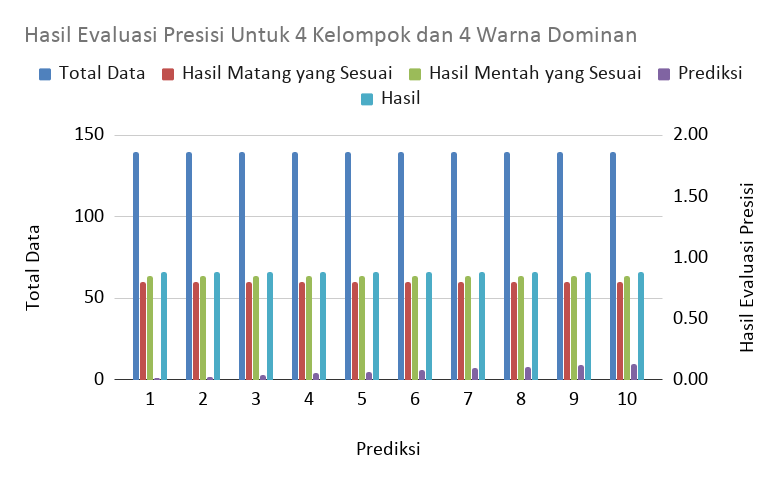 Hasil Evaluasi Presisi Untuk 4 Kelompok dan 4 Warna Dominan
Total Data Hasil Matang yang Sesuai Hasil Mentah yang Sesuai Prediksi
Hasil
150 2.00
1.50
100
1.00
50
0.50
0 0.00
Total Data
Hasil Evaluasi Presisi
1 2 3 4 5 6 7 8 9 10
Prediksi